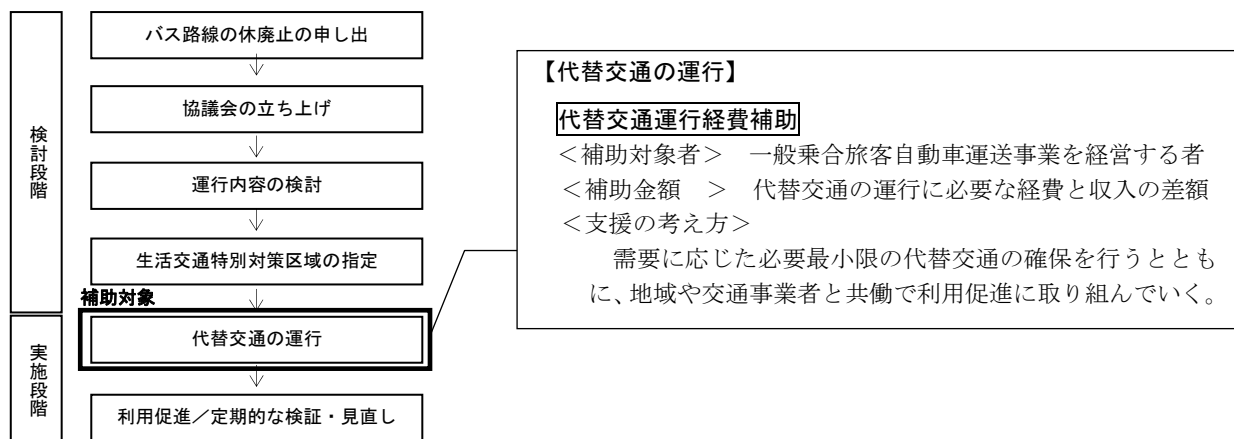 検討段階
バス路線の休廃止の申し出
協議会の立ち上げ
運行内容の検討
生活交通特別対策区域の指定
補助対象
実施段階
代替交通の運行
利用促進／定期的な検証・見直し
【代替交通の運行】
代替交通運行経費補助
＜補助対象者＞　一般乗合旅客自動車運送事業を経営する者
＜補助金額　＞　代替交通の運行に必要な経費と収入の差額
＜支援の考え方＞
需要に応じた必要最小限の代替交通の確保を行うととも
に、地域や交通事業者と共働で利用促進に取り組んでいく。